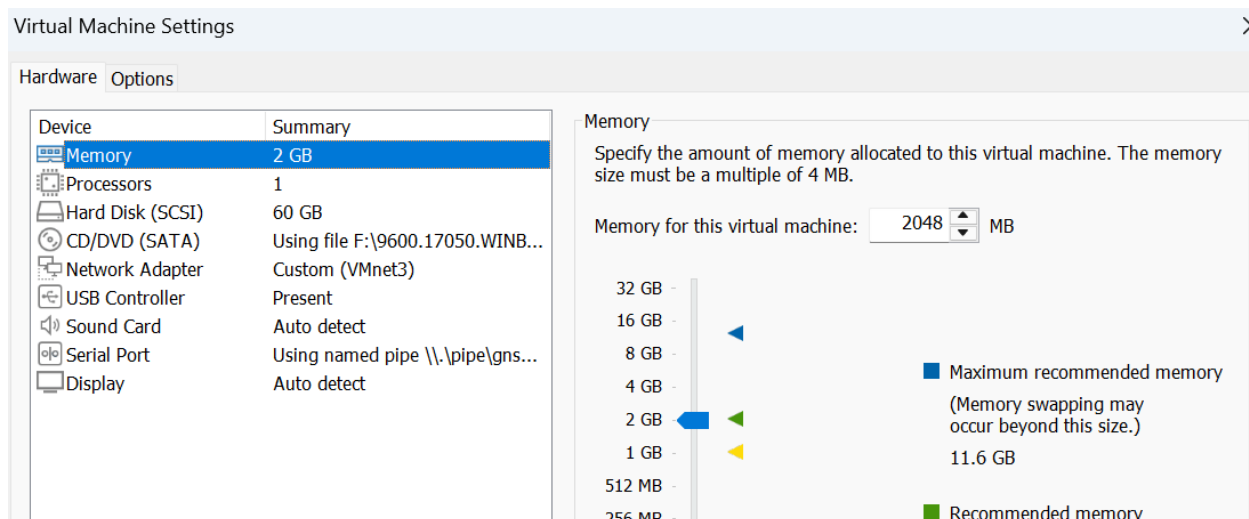 Virtual Machine Settings
Hardware Options
Device Summary
Memory 2 GB
Processors 1
Hard Disk (SCSI) 60 GB
CD/DVD (SATA) Using file F:\9600.17050.WINB...
Network Adapter Custom (VMnet3)
USB Controller Present
Sound Card Auto detect
Serial Port Using named pipe \\.\pipe\gns...
Display Auto detect
Memory
Specify the amount of memory allocated to this virtual machine. The memory
size must be a multiple of 4 MB.
Memory for this virtual machine: 2048 MB
32 GB
16 GB
8 GB
4 GB
2 GB
1 GB
512 MB
256 MB
Maximum recommended memory
(Memory swapping may
occur beyond this size.)
11.6 GB
Recommended memory